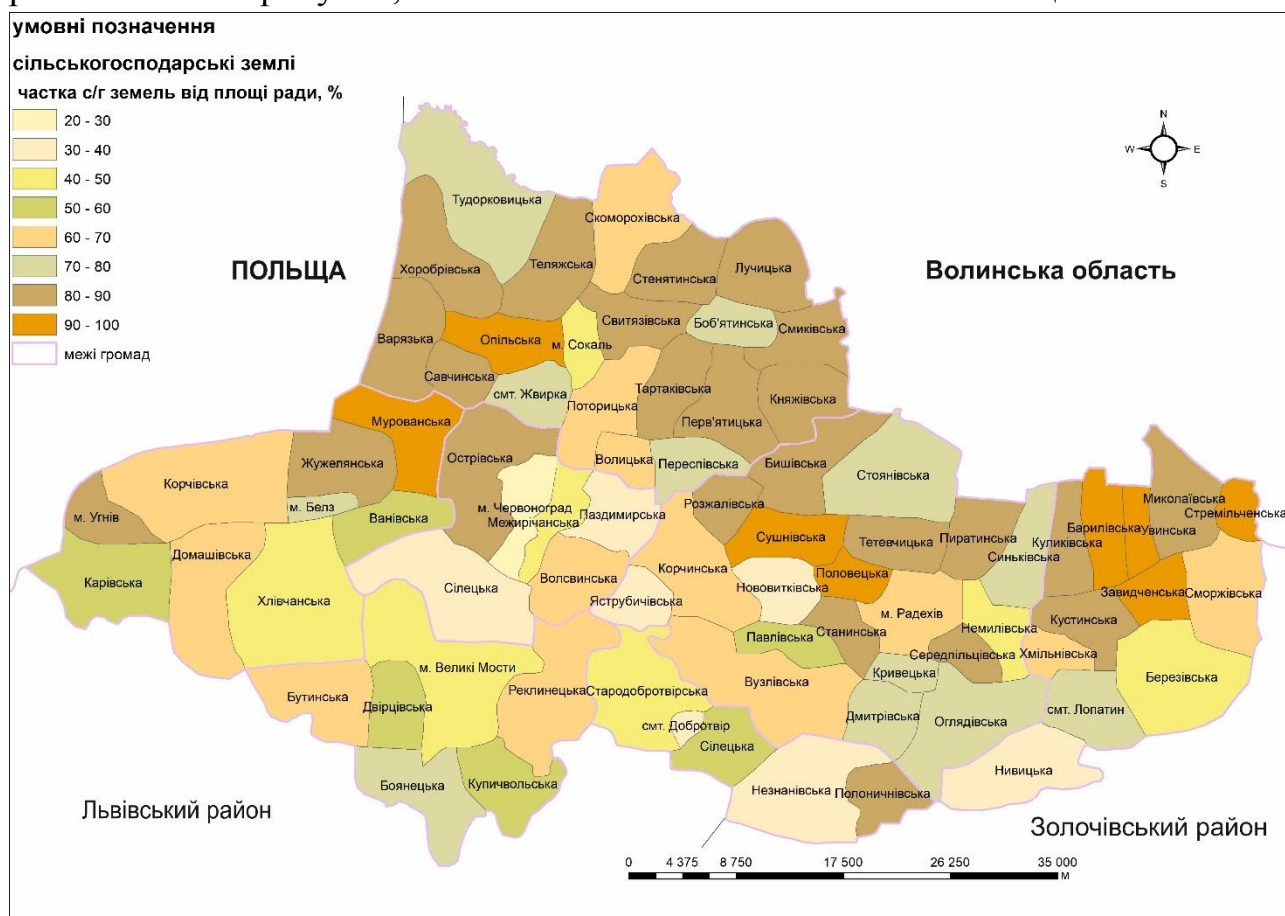 умовні позначення
сільськогосподарські землі
частка с/г земель від площі ради, %
20 - 30
30 - 40
40 - 50
50 - 60
60 - 70
70 - 80
80 - 90
90 - 100
межі громад
N
W
E
S
ПОЛЬЩА
Волинська область
Тудорковицька
Скоморохівська
Хоробрівська
Теляжська
Стенятинська
Лучицька
Варязька
Опільська
м. Сокаль
Свитязівська
Боб'ятинська
Смиківська
Савчинська
смт. Жвирка
Поторицька
Тартаківська
Перв'ятицька
Княжівська
Мурованська
Корчівська
Жужелянська
Острівська
Волицька
Переспівська
Бишівська
Стоянівська
м. Угнів
м. Белз
Ванівська
м. Червоноград
Межирічанська
Паздимирська
Розжалівська
Миколаївська
Стремільченська
Барилівська
увинська
Куликівська
Пиратинська
Синьківська
Сушнівська
Тетевчицька
Домашівська
Карівська
Хлівчанська
Сілецька
Волсвинська
Корчинська
Нововитківська
Половецька
Завидченська
Сморжівська
Яструбичівська
м. Радехів
Немилівська
Кустинська
Павлівська
Станинська
Середпільцівська
Хмільнівська
м. Великі Мости
Бутинська
Двірцівська
Реклинецька
Стародобротвірська
Вузлівська
Кривецька
Березівська
смт. Добротвір
Сілецька
Дмитрівська
Оглядівська
смт. Лопатин
Боянецька
Купичвольська
Незнанівська
Полоничнівська
Нивицька
Львівський район
Золочівський район
0 4 375 8 750 17 500 26 250 35 000
М